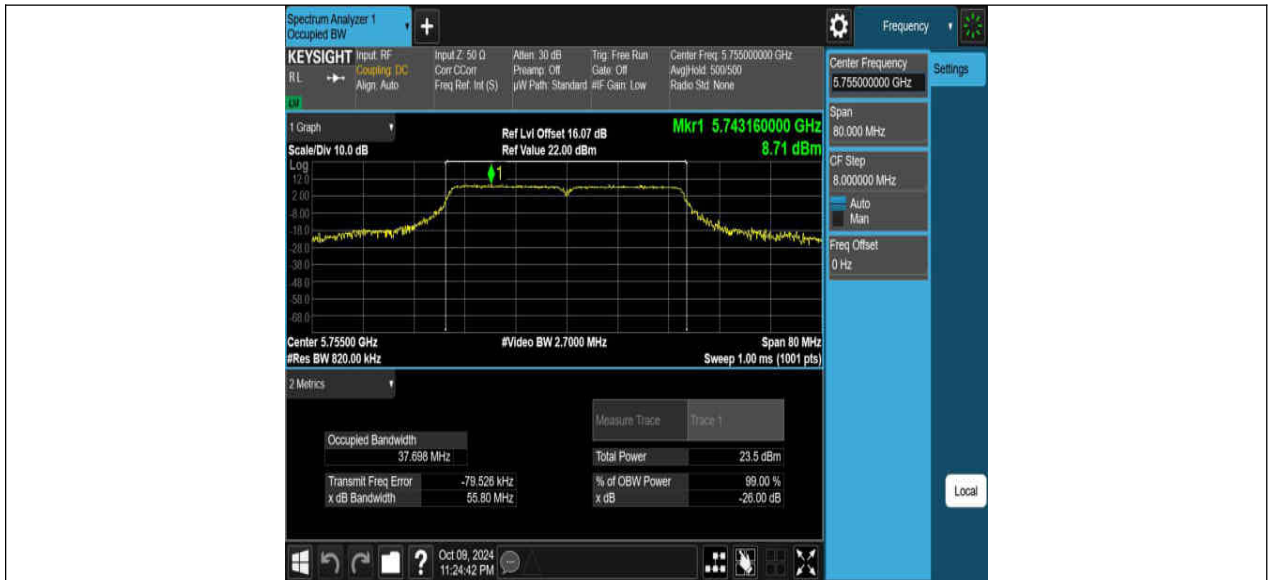 Spectrum Analyzer 1
Occupied BW
+
Frequency
KEYSIGHT
RL
LM
Input: RF
Coupling: DC
Align: Auto
Input Z: 50 Ω
Corr CCorr
Freq Ref: Int (S)
Atten: 30 dB
Preamp: Off
µW Path: Standard
Trig: Free Run
Gate: Off
#IF Gain: Low
Center Freq: 5.755000000 GHz
Avg|Hold: 500/500
Radio Std: None
Center Frequency
5.755000000 GHz
Settings
Span
80.000 MHz
CF Step
8.000000 MHz
Auto
Man
Freq Offset
0 Hz
1 Graph
Scale/Div 10.0 dB
Ref Lvl Offset 16.07 dB
Ref Value 22.00 dBm
Mkr1 5.743160000 GHz
8.71 dBm
Log
12.0
2.00
-8.00
-18.0
-28.0
-38.0
-48.0
-58.0
-68.0
1
Center 5.75500 GHz
#Res BW 820.00 kHz
#Video BW 2.7000 MHz
Span 80 MHz
Sweep 1.00 ms (1001 pts)
2 Metrics
Measure Trace Trace 1
Occupied Bandwidth
37.698 MHz
Total Power 23.5 dBm
Transmit Freq Error -79.526 kHz
% of OBW Power 99.00 %
x dB Bandwidth 55.80 MHz
x dB -26.00 dB
Local
?
Oct 09, 2024
11:24:42 PM